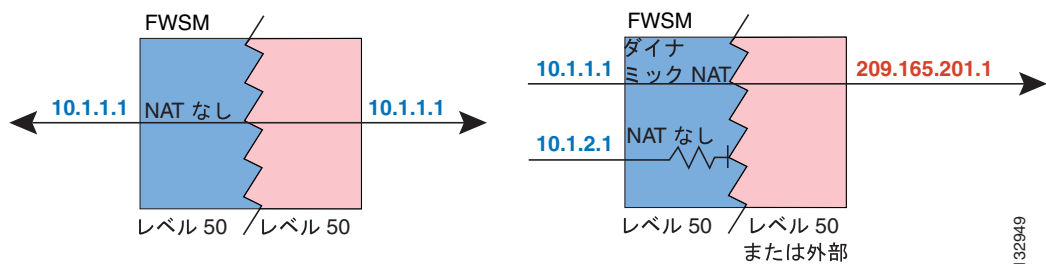 FWSM
10.1.1.1
NAT なし
10.1.1.1
レベル 50
レベル 50
FWSM
ダイナ
ミック NAT
10.1.1.1
209.165.201.1
10.1.2.1
NAT なし
レベル 50
レベル 50
または外部
132949